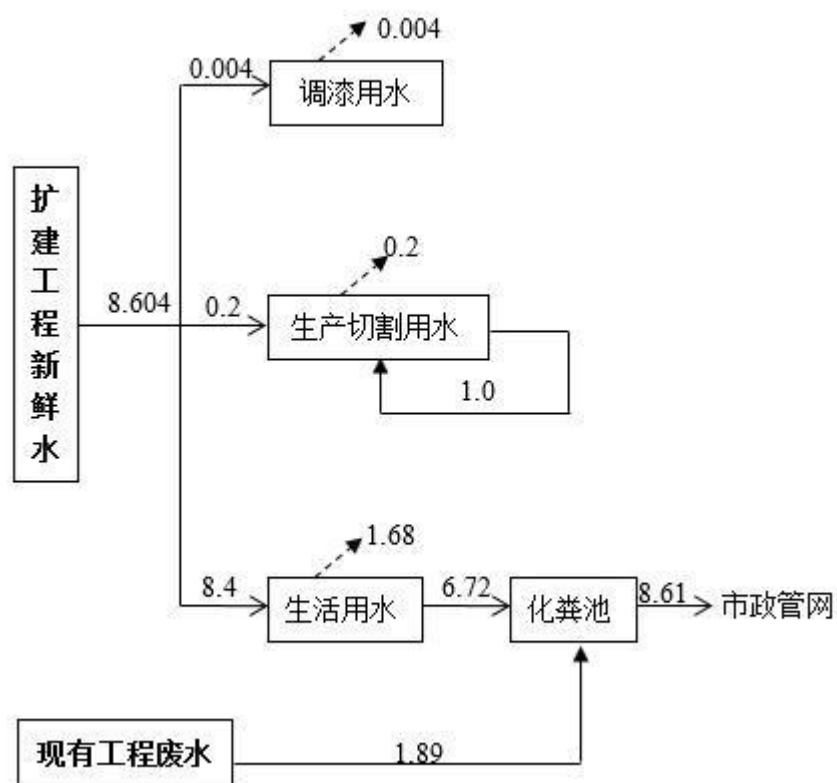 0.004
0.004
调漆用水
扩建工程新鲜水
8.604
0.2
0.2
生产切割用水
1.0
8.4
1.68
生活用水
6.72
化粪池
8.61
市政管网
现有工程废水
1.89